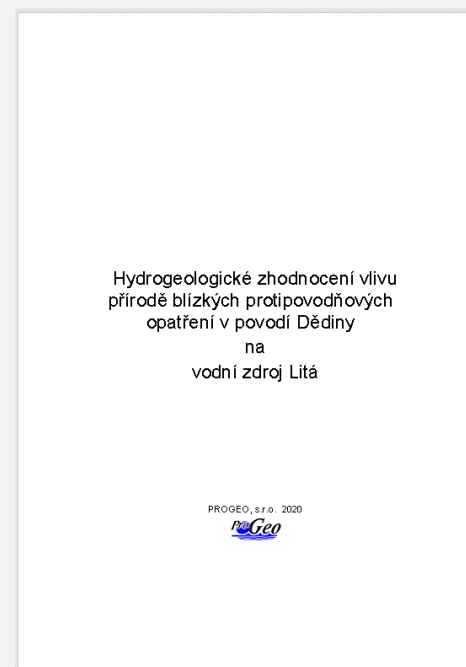 Hydrogeologické zhodnocení vlivu
přírodě blízkých protipovodňových
opatření v povodí Dědiny
na
vodní zdroj Litá
PROGEO, s.r.o. 2020
ProGeo